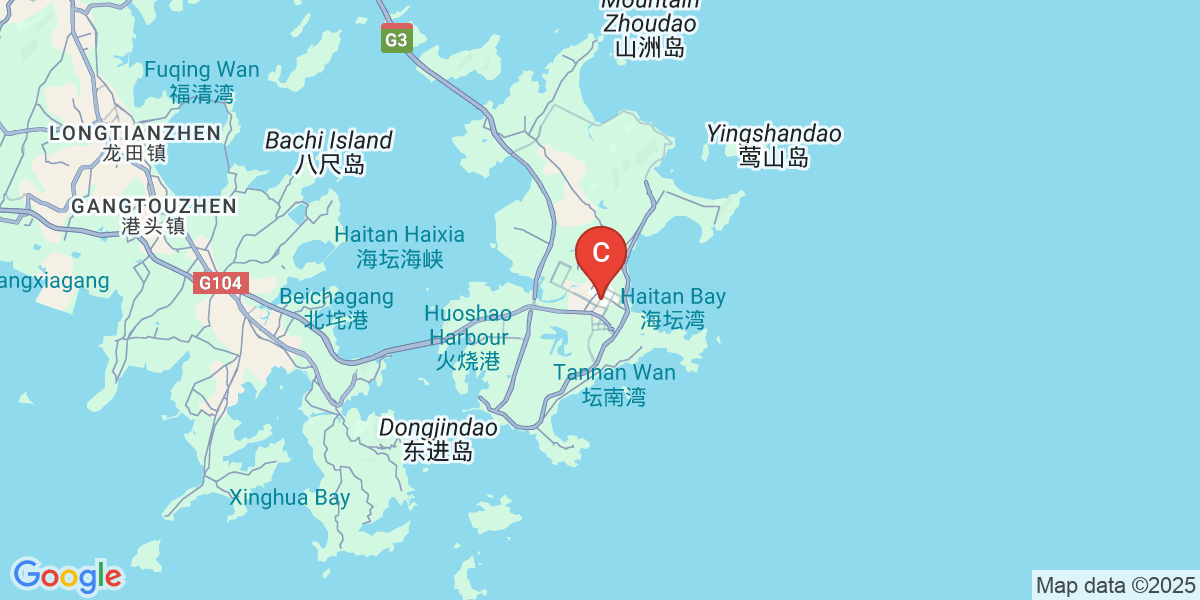 Mountain
Zhoudao
山洲岛
G3
Fuqing Wan
福清湾
LONGTIANZHEN
龙田镇
Bachi Island
八尺岛
Yingshandao
莺山岛
GANGTOUZHEN
港头镇
Haitan Haixia
海坛海峡
C
angxiagang
G104
Beichagang
北垞港
Huoshao
Harbour
火烧港
Haitan Bay
海坛湾
Tannan Wan
坛南湾
Dongjindao
东进岛
Xinghua Bay
Google
Map data ©2025